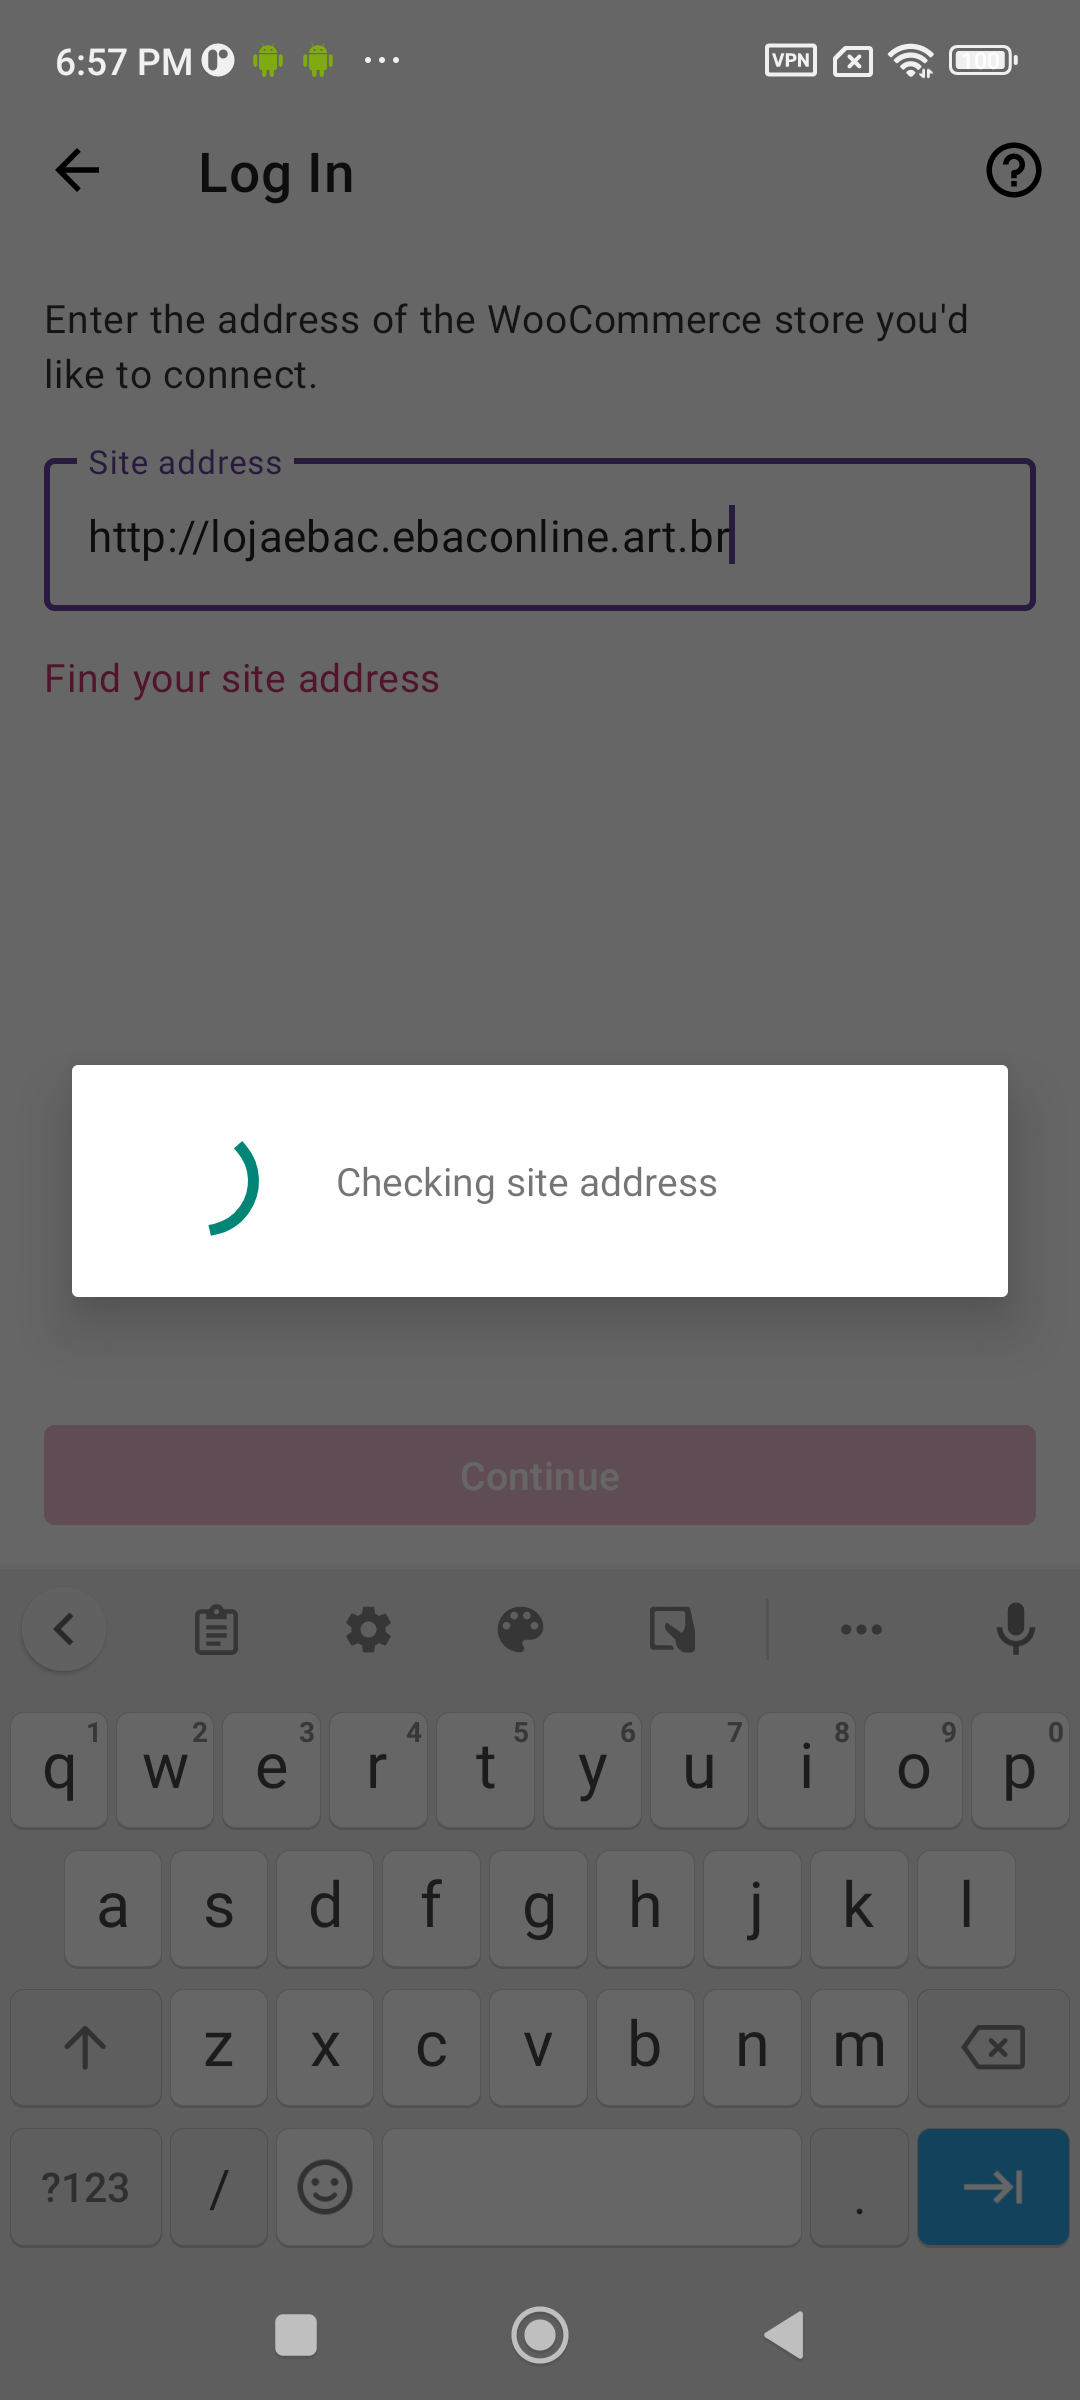 6:57 PM
VPN
100
Log In
Enter the address of the WooCommerce store you'd
like to connect.
Site address
http://lojaebac.ebaconline.art.br
Find your site address
Checking site address
Continue
1 2 3 4 5 6 7 8 9 0
q w e r t y u i o p
a s d f g h j k l
z x c v b n m
?123 / .